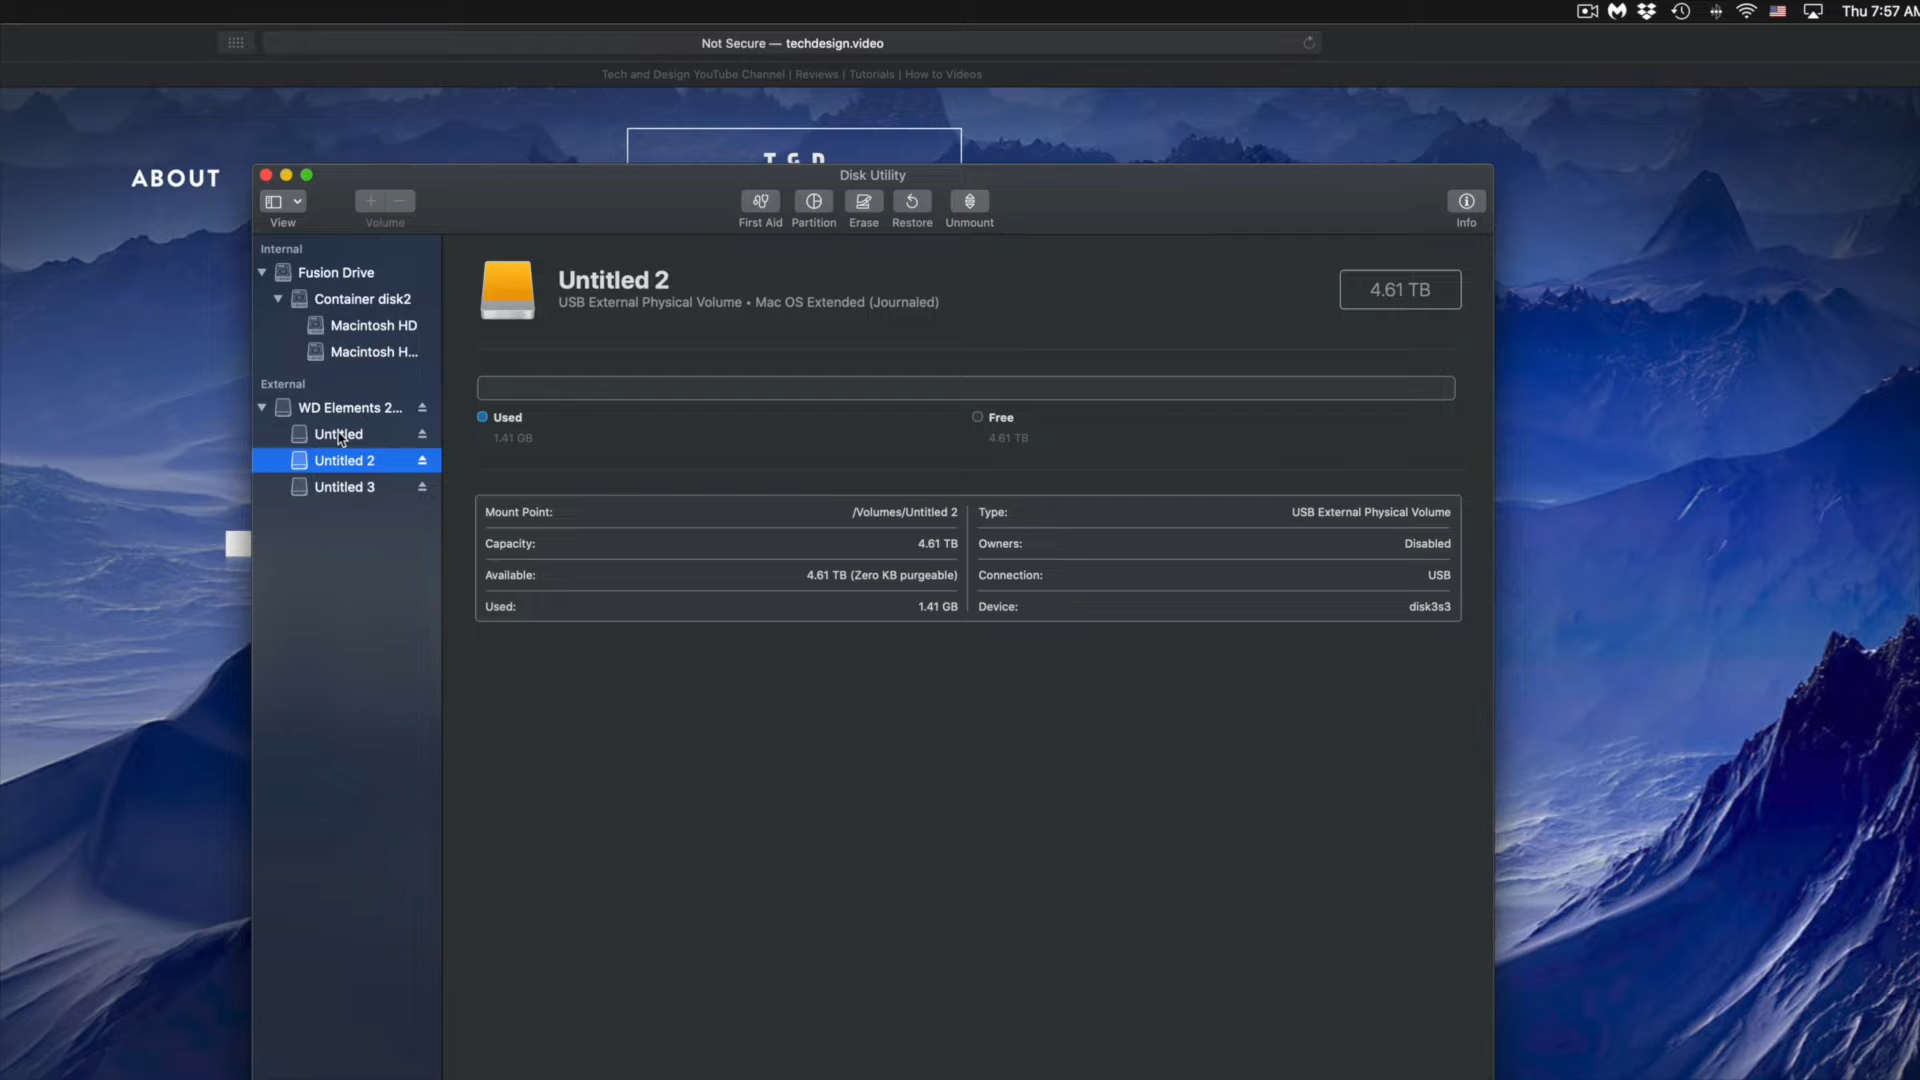 Thu 7:57 AM
Not Secure — techdesign.video
Tech and Design YouTube Channel | Reviews | Tutorials | How to Videos
T&D
ABOUT
Disk Utility
View
Volume
First Aid
Partition
Erase
Restore
Unmount
Info
Internal
Fusion Drive
Container disk2
Macintosh HD
Macintosh H...
External
WD Elements 2...
Untitled
Untitled 2
Untitled 3
Untitled 2
USB External Physical Volume • Mac OS Extended (Journaled)
4.61 TB
Used
1.41 GB
Free
4.61 TB
Mount Point: /Volumes/Untitled 2
Capacity: 4.61 TB
Available: 4.61 TB (Zero KB purgeable)
Used: 1.41 GB
Type: USB External Physical Volume
Owners: Disabled
Connection: USB
Device: disk3s3